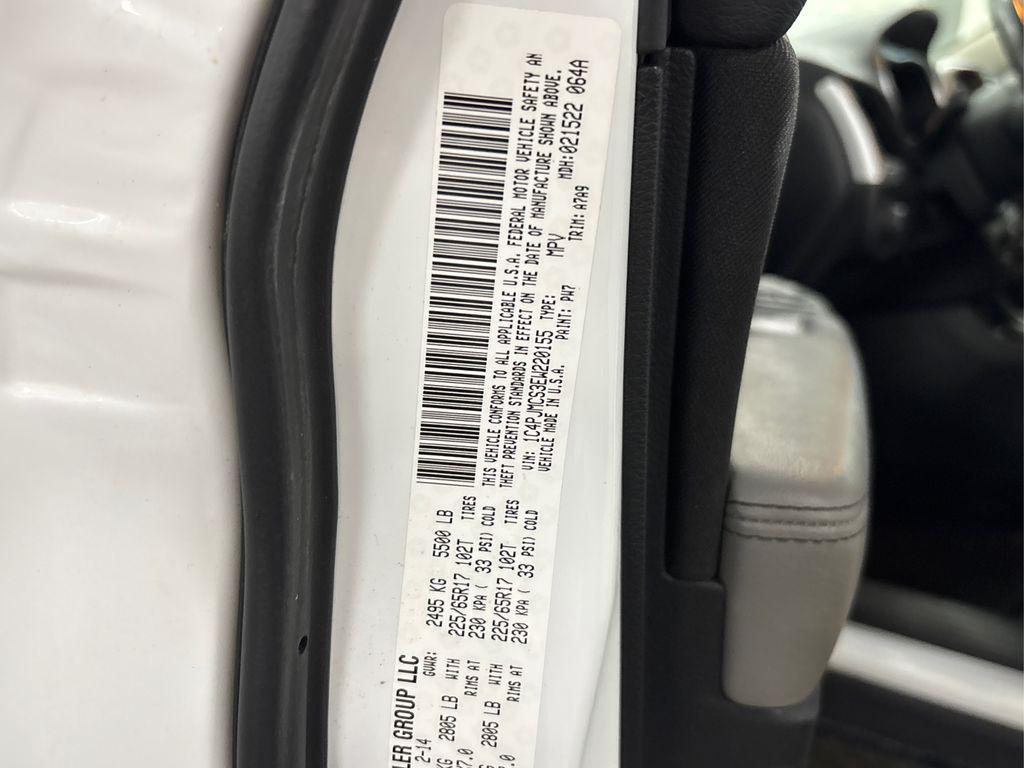 LER GROUP LLC
2-14 GVWR: 2495 KG 5500 LB
KG 2805 LB WITH 225/65R17 102T TIRES
7.0 RIMS AT 230 KPA ( 33 PSI) COLD
2805 LB WITH 225/65R17 102T TIRES
.0 RIMS AT 230 KPA ( 33 PSI) COLD
THIS VEHICLE CONFORMS TO ALL APPLICABLE U.S.A. FEDERAL MOTOR VEHICLE SAFETY AN
THEFT PREVENTION STANDARDS IN EFFECT ON THE DATE OF MANUFACTURE SHOWN ABOVE.
VIN: 1C4PJMCS3EW220155 TYPE: MPV MDH:021522 064A
VEHICLE MADE IN U.S.A. PAINT: PW7 TRIM: A7A9